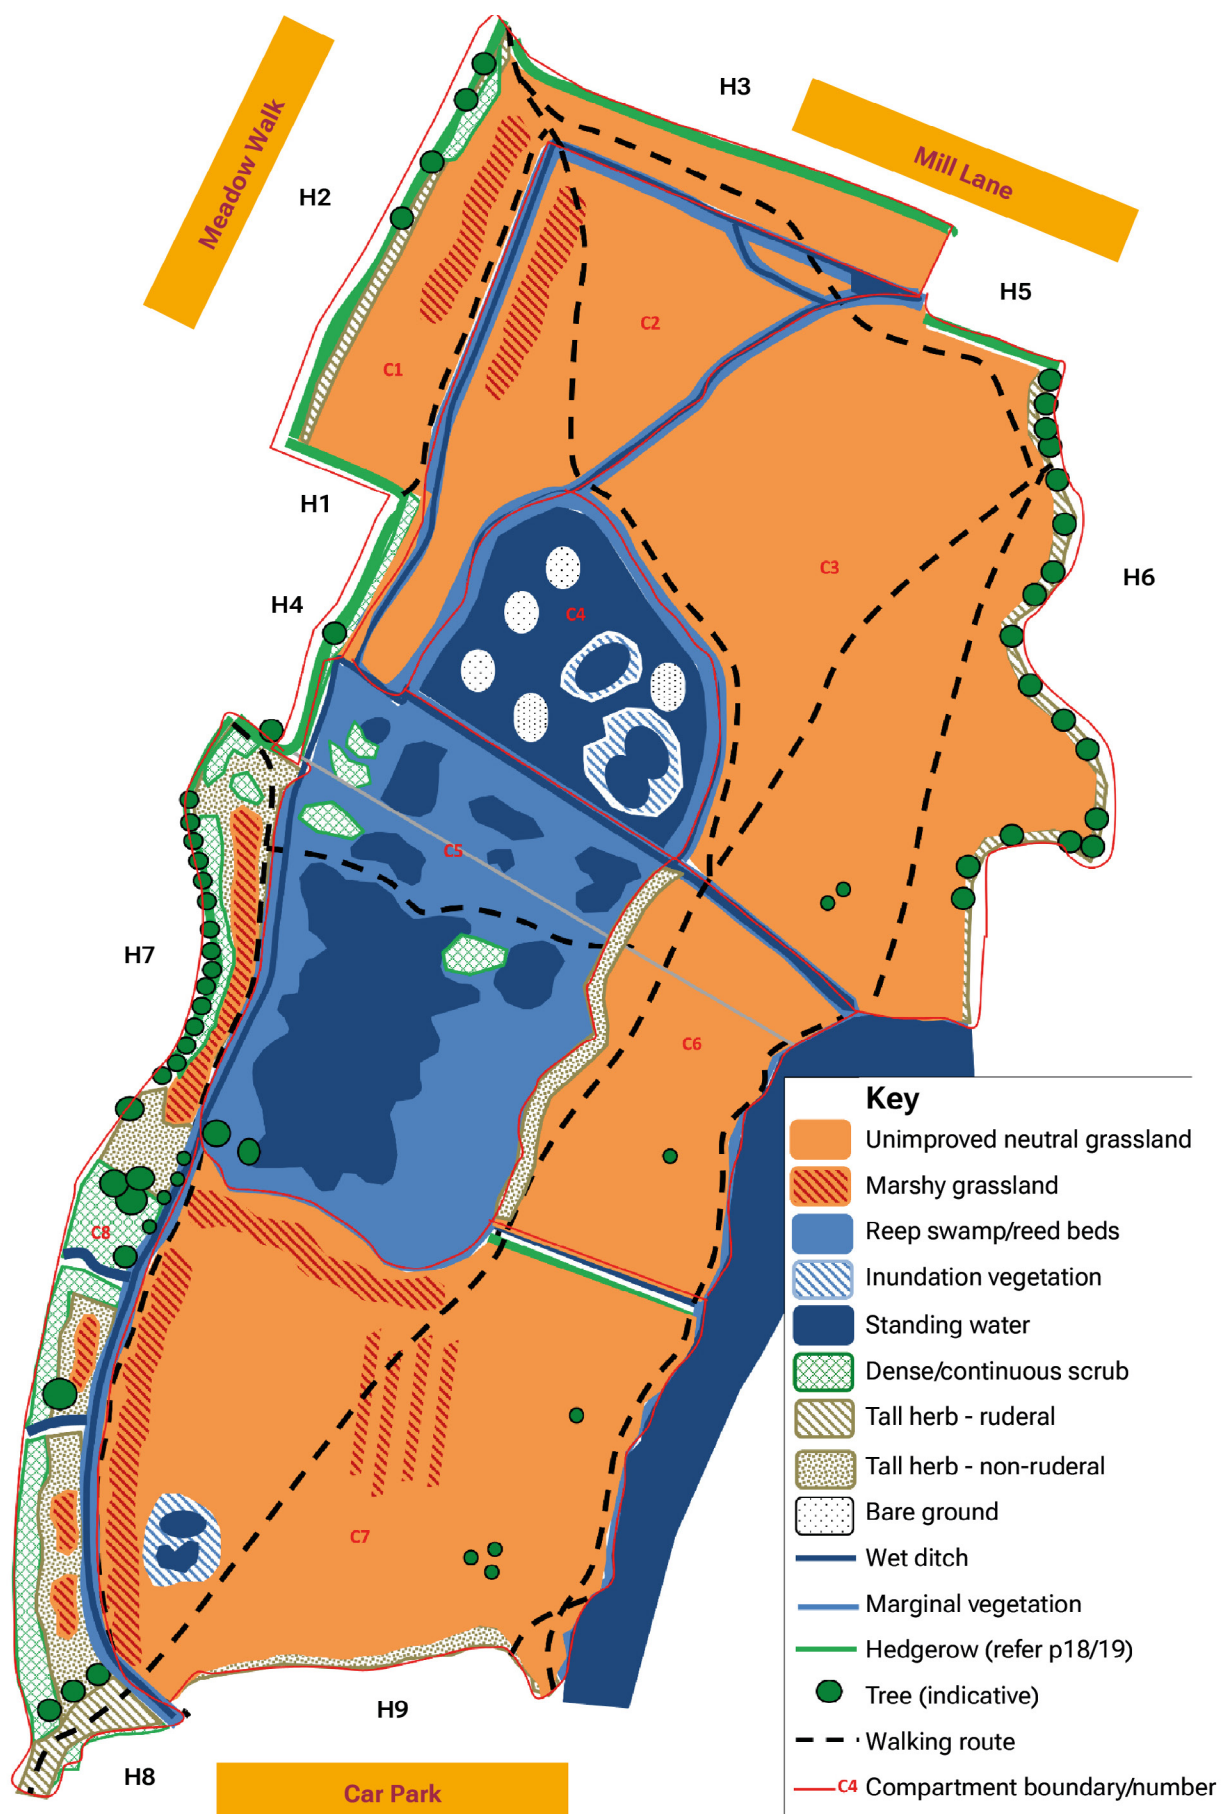 H3
Meadow Walk
Mill Lane
H2
H5
C2
C1
H1
C3
H6
H4
C4
C5
H7
C6
C8
C7
H9
H8
Car Park
Key
Unimproved neutral grassland
Marshy grassland
Reep swamp/reed beds
Inundation vegetation
Standing water
Dense/continuous scrub
Tall herb - ruderal
Tall herb - non-ruderal
Bare ground
Wet ditch
Marginal vegetation
Hedgerow (refer p18/19)
Tree (indicative)
Walking route
C4 Compartment boundary/number